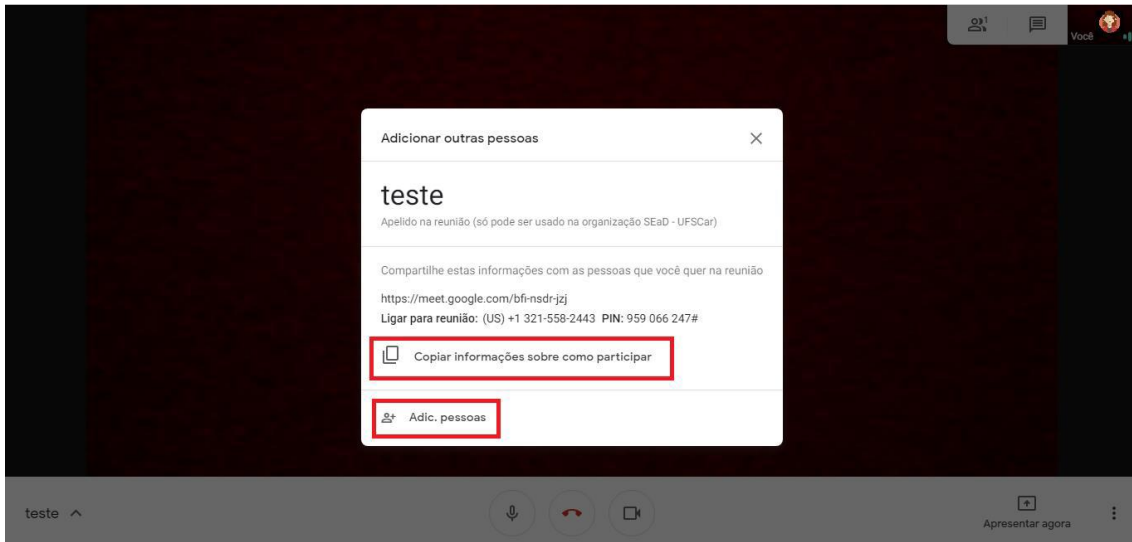 1
Você
Adicionar outras pessoas
teste
Apelido na reunião (só pode ser usado na organização SEaD - UFSCar)
Compartilhe estas informações com as pessoas que você quer na reunião
https://meet.google.com/bfi-nsdr-jzj
Ligar para reunião: (US) +1 321-558-2443 PIN: 959 066 247#
Copiar informações sobre como participar
Adic. pessoas
teste
Apresentar agora